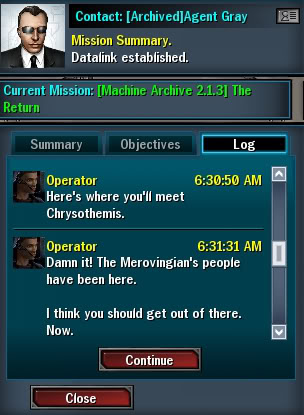 Contact: [Archived]Agent Gray
Mission Summary.
Datalink established.
Current Mission: [Machine Archive 2.1.3] The
Return
Summary
Objectives
Log
Operator 6:30:50 AM
Here's where you'll meet
Chrysothemis.
Operator 6:31:31 AM
Damn it! The Merovingian's people
have been here.
I think you should get out of there.
Now.
Continue
Close